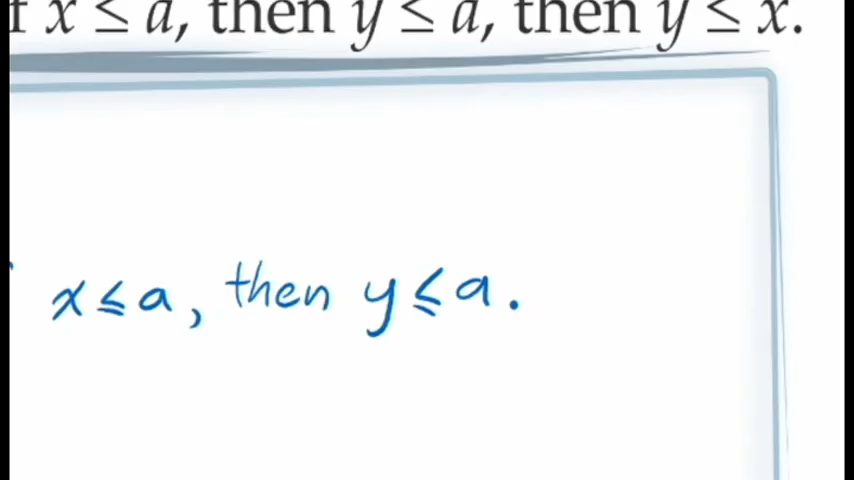 x ≤ a, then y ≤ a, then y ≤ x.
x ≤ a, then y ≤ a.